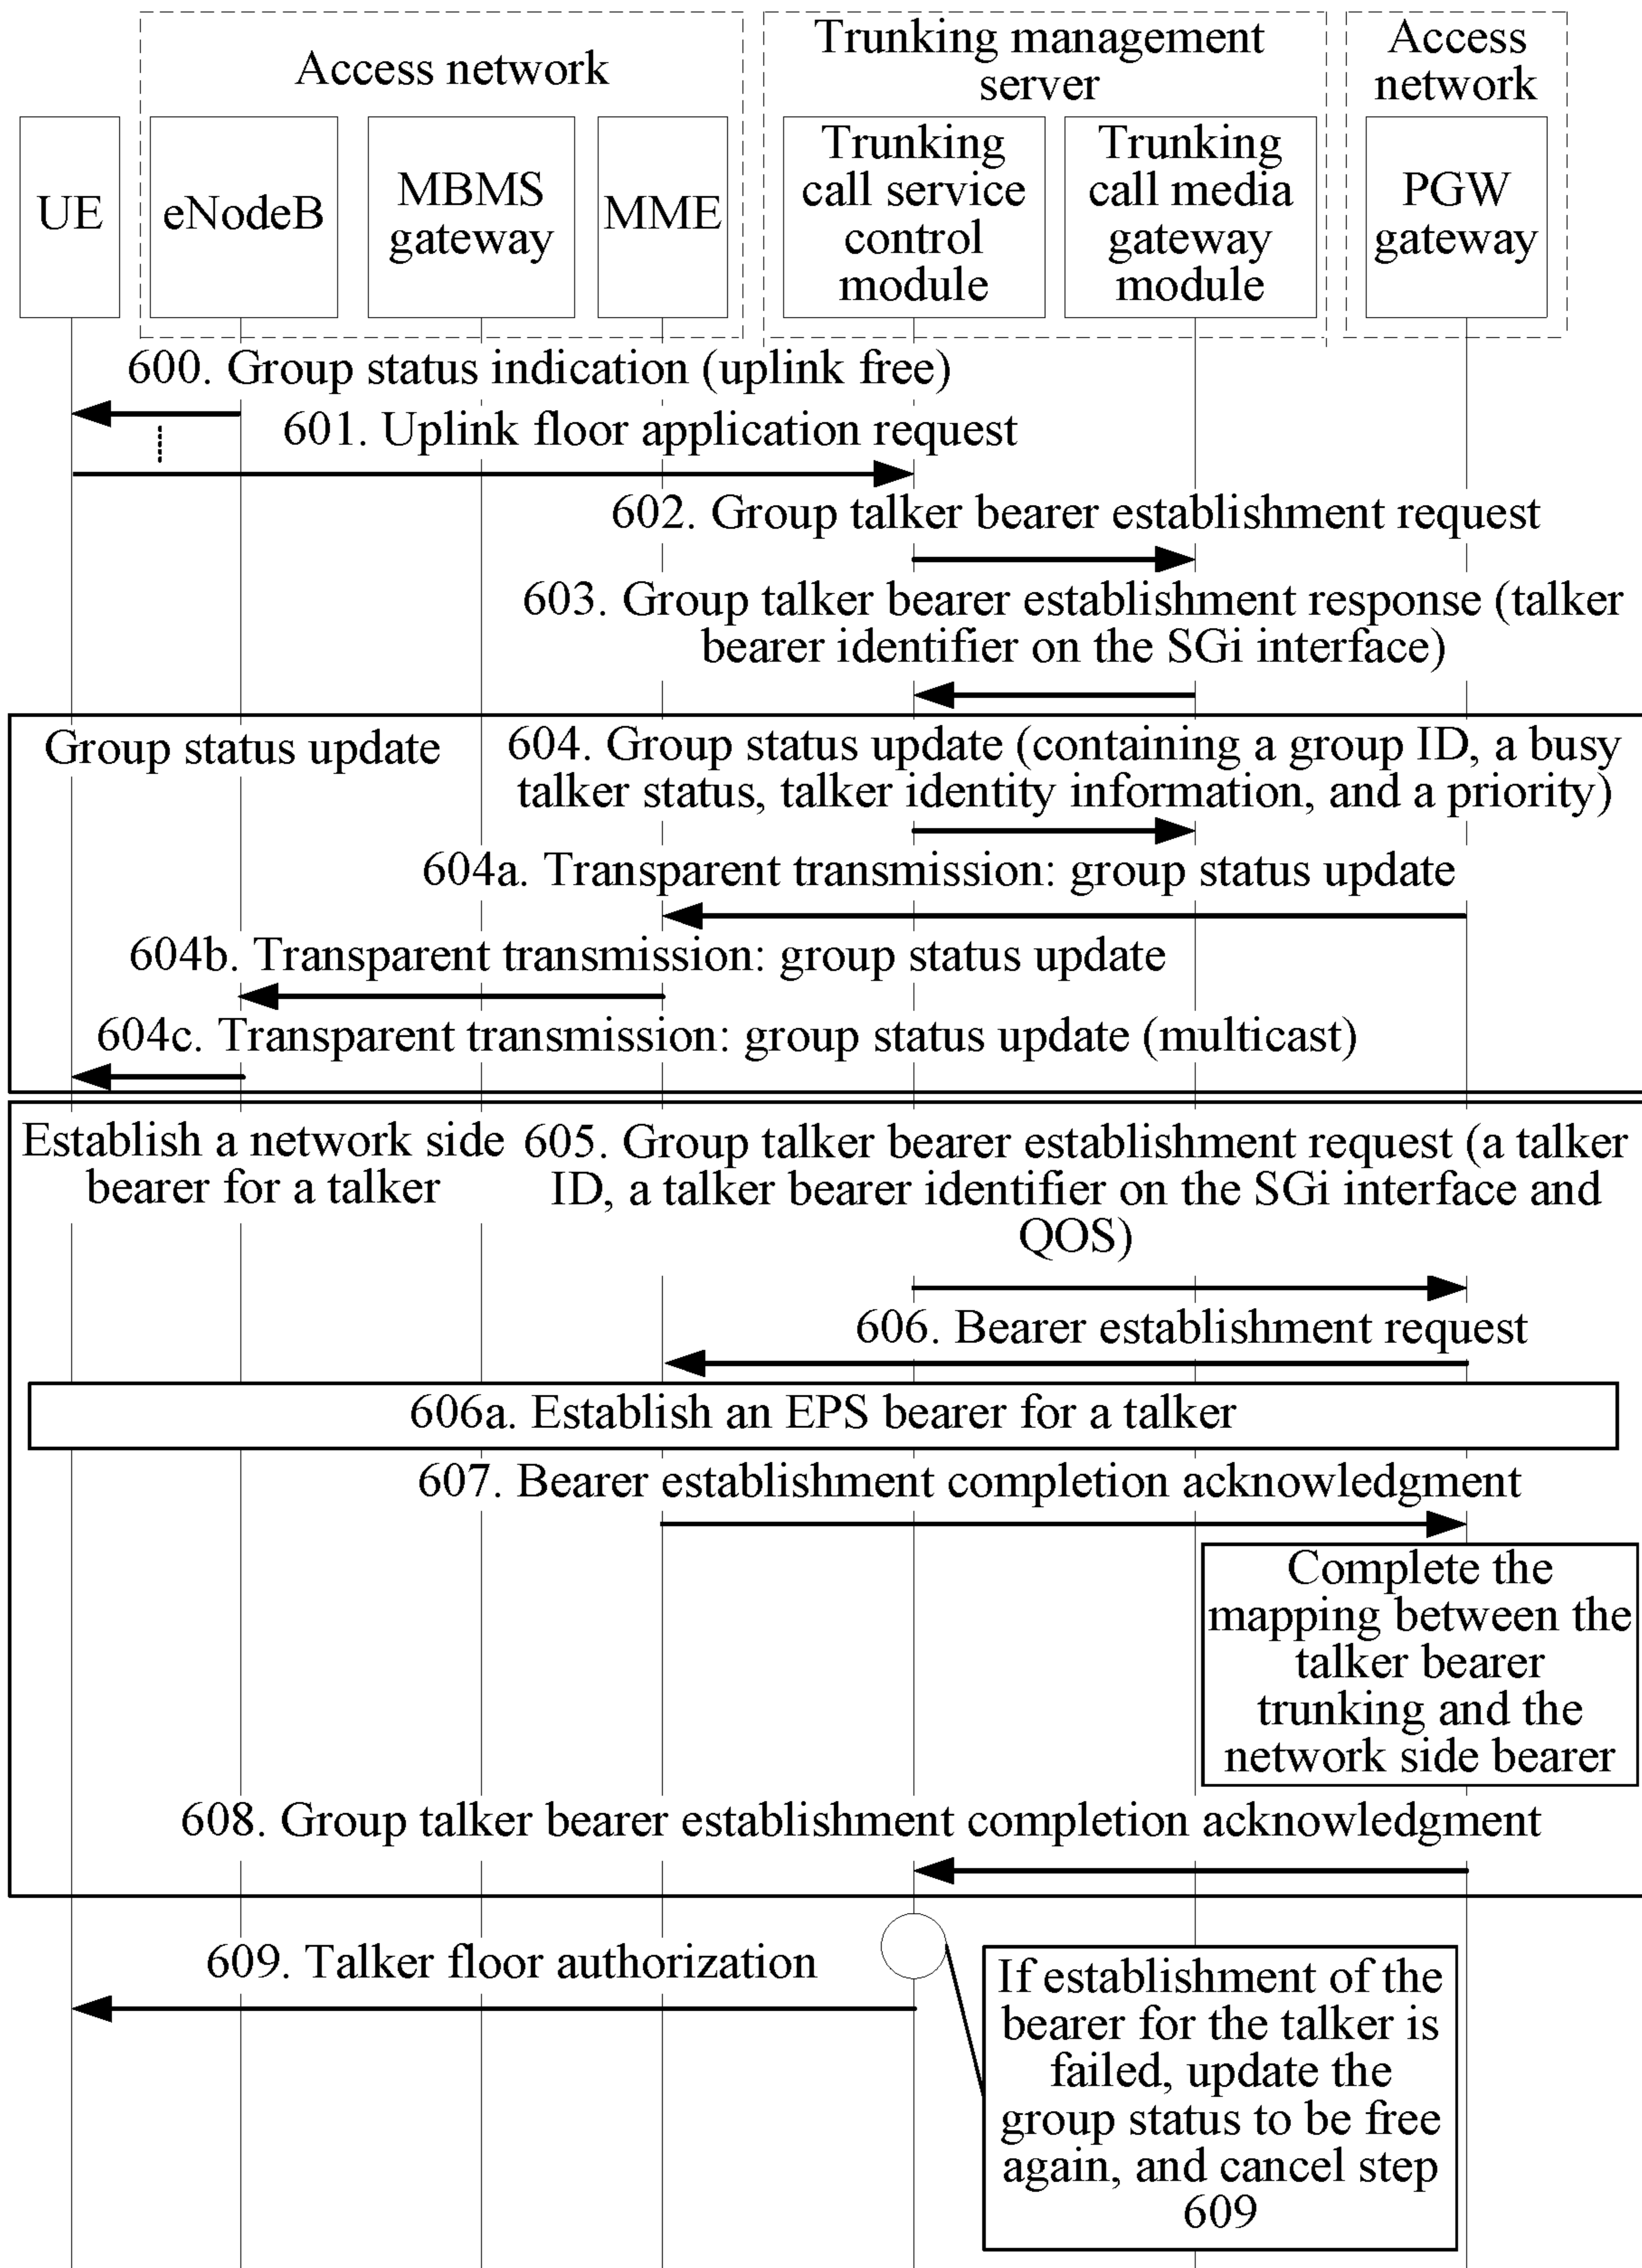 Access network
Trunking management
server
Access
network
UE
eNodeB
MBMS
gateway
MME
Trunking
call service
control
module
Trunking
call media
gateway
module
PGW
gateway
600. Group status indication (uplink free)
601. Uplink floor application request
602. Group talker bearer establishment request
603. Group talker bearer establishment response (talker
bearer identifier on the SGi interface)
Group status update
604. Group status update (containing a group ID, a busy
talker status, talker identity information, and a priority)
604a. Transparent transmission: group status update
604b. Transparent transmission: group status update
604c. Transparent transmission: group status update (multicast)
Establish a network side
bearer for a talker
605. Group talker bearer establishment request (a talker
ID, a talker bearer identifier on the SGi interface and
QOS)
606. Bearer establishment request
606a. Establish an EPS bearer for a talker
607. Bearer establishment completion acknowledgment
Complete the
mapping between the
talker bearer
trunking and the
network side bearer
608. Group talker bearer establishment completion acknowledgment
609. Talker floor authorization
If establishment of the
bearer for the talker is
failed, update the
group status to be free
again, and cancel step
609